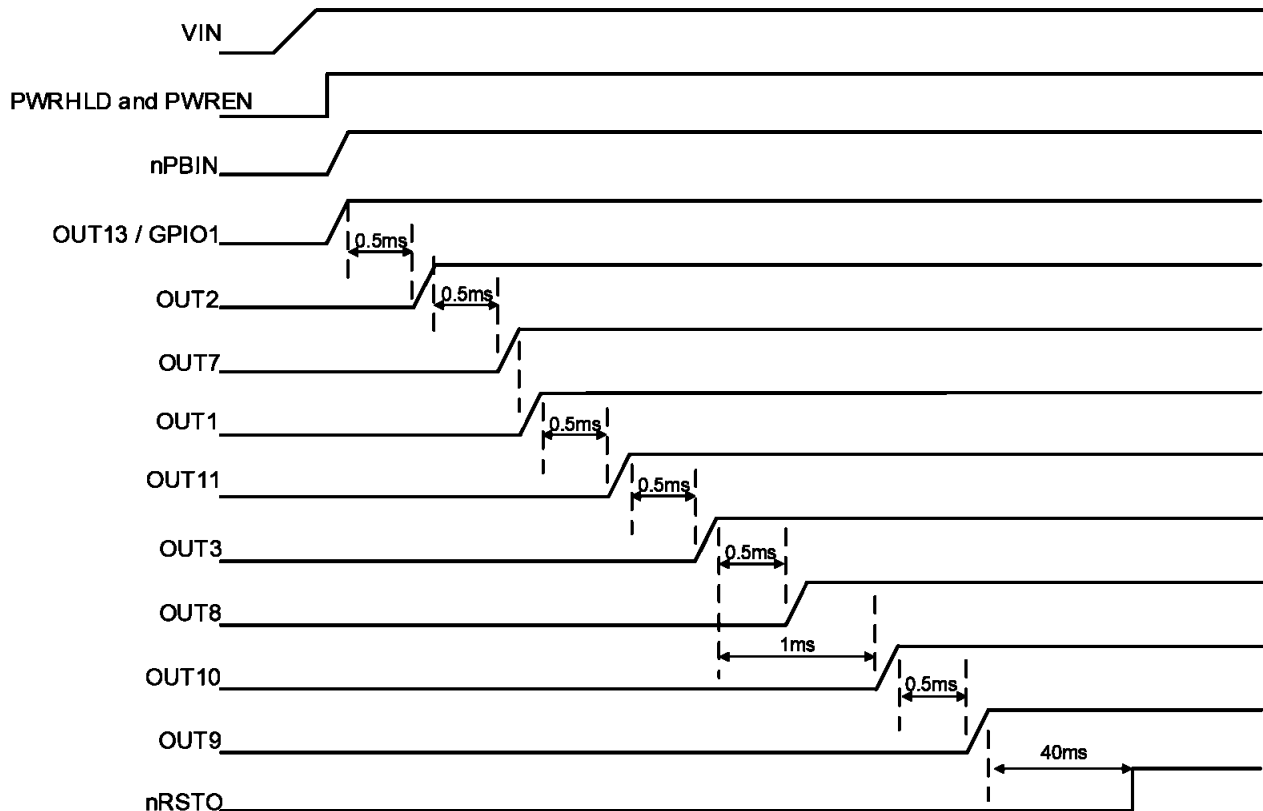 VIN
PWRHLD and PWREN
nPBIN
OUT13 / GPIO1
0.5ms
OUT2
0.5ms
OUT7
OUT1
0.5ms
OUT11
0.5ms
OUT3
0.5ms
OUT8
1ms
OUT10
0.5ms
OUT9
40ms
nRSTO